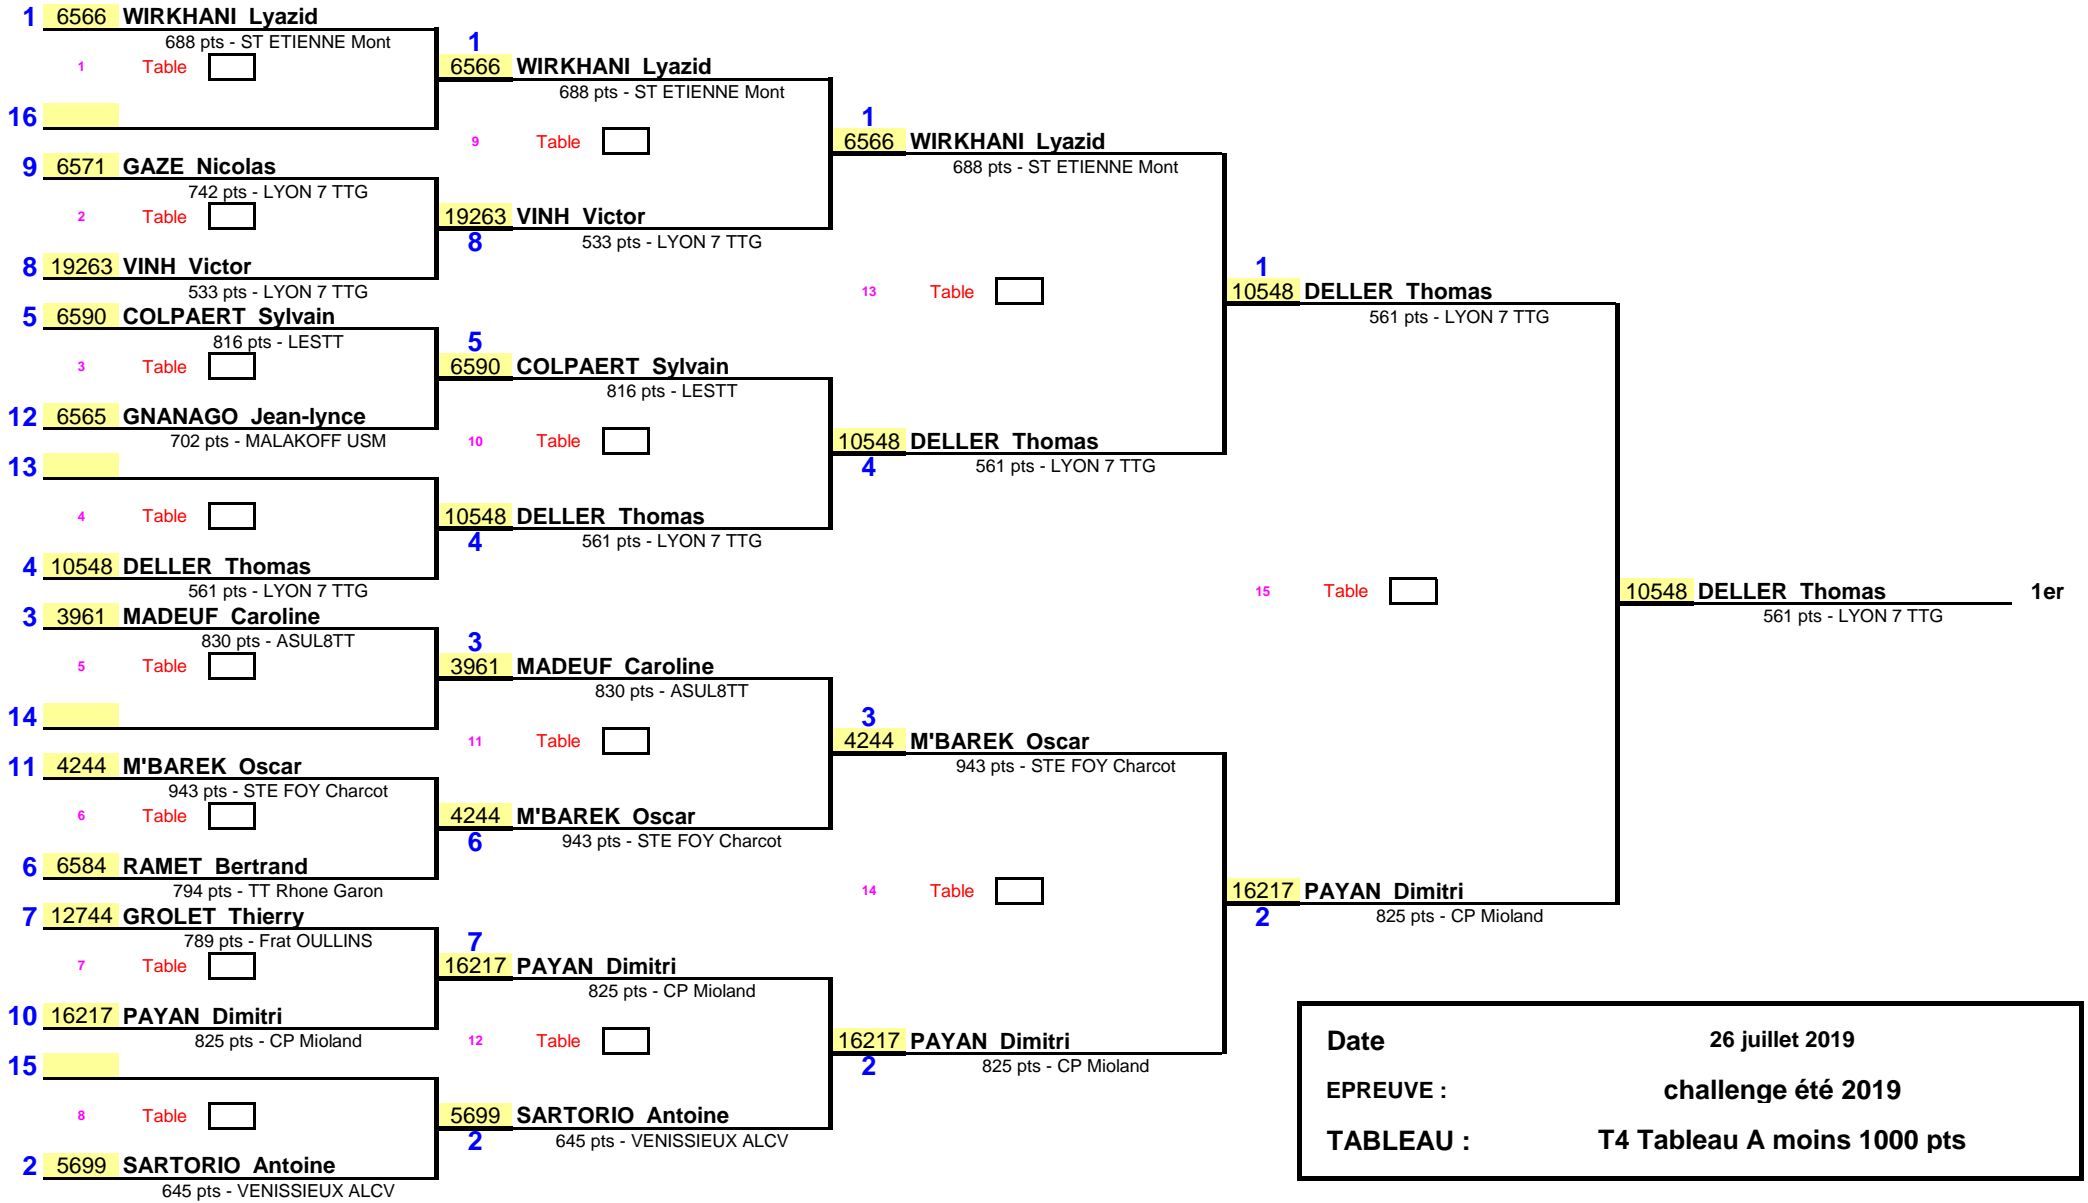 1 6566 WIRKHANI Lyazid
688 pts - ST ETIENNE Mont
1 Table
16
9 6571 GAZE Nicolas
742 pts - LYON 7 TTG
2 Table
8 19263 VINH Victor
533 pts - LYON 7 TTG
5 6590 COLPAERT Sylvain
816 pts - LESTT
3 Table
12 6565 GNANAGO Jean-lynce
702 pts - MALAKOFF USM
13
4 Table
4 10548 DELLER Thomas
561 pts - LYON 7 TTG
3 3961 MADEUF Caroline
830 pts - ASUL8TT
5 Table
14
11 4244 M'BAREK Oscar
943 pts - STE FOY Charcot
6 Table
6 6584 RAMET Bertrand
794 pts - TT Rhone Garon
7 12744 GROLET Thierry
789 pts - Frat OULLINS
7 Table
10 16217 PAYAN Dimitri
825 pts - CP Mioland
15
8 Table
2 5699 SARTORIO Antoine
645 pts - VENISSIEUX ALCV
1
6566 WIRKHANI Lyazid
688 pts - ST ETIENNE Mont
9 Table
19263 VINH Victor
8
533 pts - LYON 7 TTG
5
6590 COLPAERT Sylvain
816 pts - LESTT
10 Table
10548 DELLER Thomas
4
561 pts - LYON 7 TTG
3
3961 MADEUF Caroline
830 pts - ASUL8TT
11 Table
4244 M'BAREK Oscar
6
943 pts - STE FOY Charcot
7
16217 PAYAN Dimitri
825 pts - CP Mioland
12 Table
5699 SARTORIO Antoine
2
645 pts - VENISSIEUX ALCV
1
6566 WIRKHANI Lyazid
688 pts - ST ETIENNE Mont
13 Table
10548 DELLER Thomas
4
561 pts - LYON 7 TTG
3
4244 M'BAREK Oscar
943 pts - STE FOY Charcot
14 Table
16217 PAYAN Dimitri
2
825 pts - CP Mioland
1
10548 DELLER Thomas
561 pts - LYON 7 TTG
15 Table
16217 PAYAN Dimitri
2
825 pts - CP Mioland
10548 DELLER Thomas 1er
561 pts - LYON 7 TTG
Date 26 juillet 2019
EPREUVE : challenge été 2019
TABLEAU : T4 Tableau A moins 1000 pts